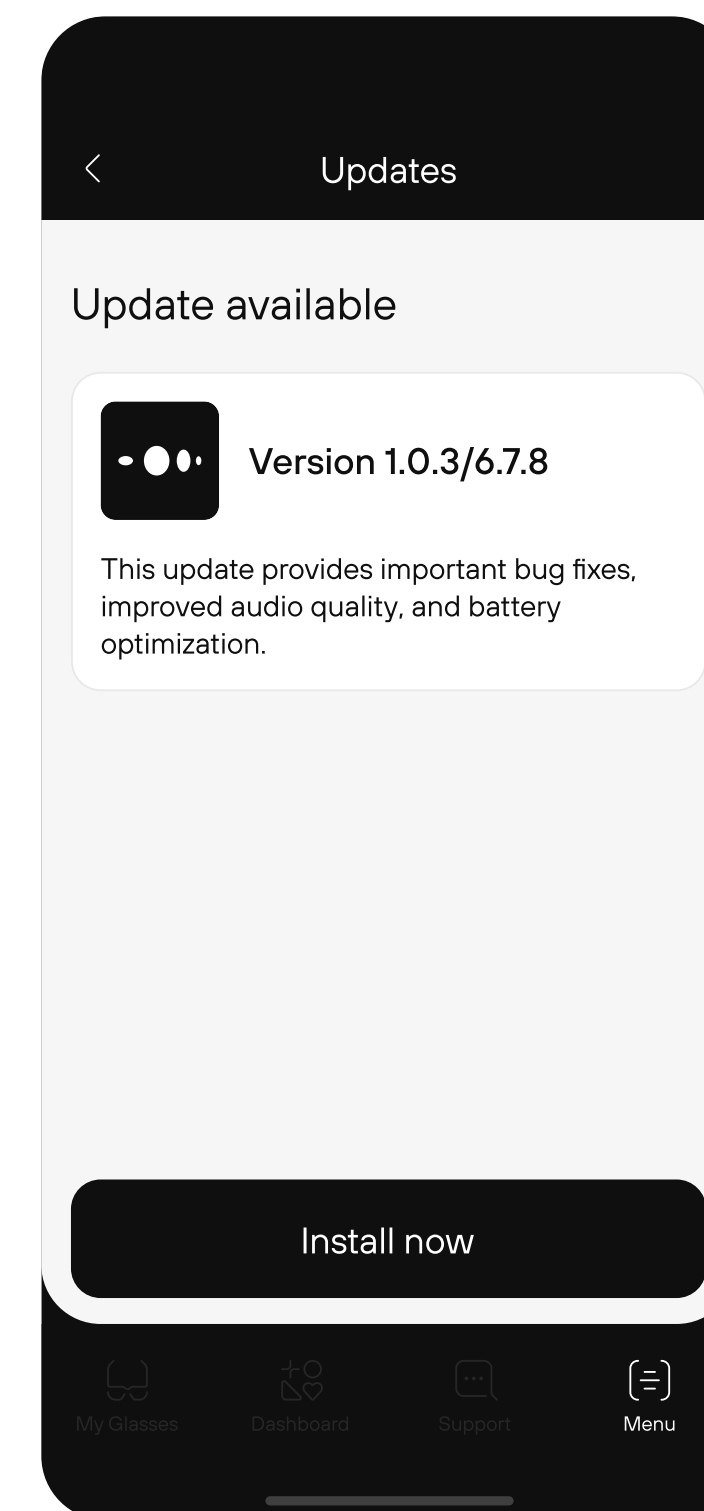 Updates
Update available
Version 1.0.3/6.7.8
This update provides important bug fixes,
improved audio quality, and battery
optimization.
Install now
My Glasses
Dashboard
Support
Menu